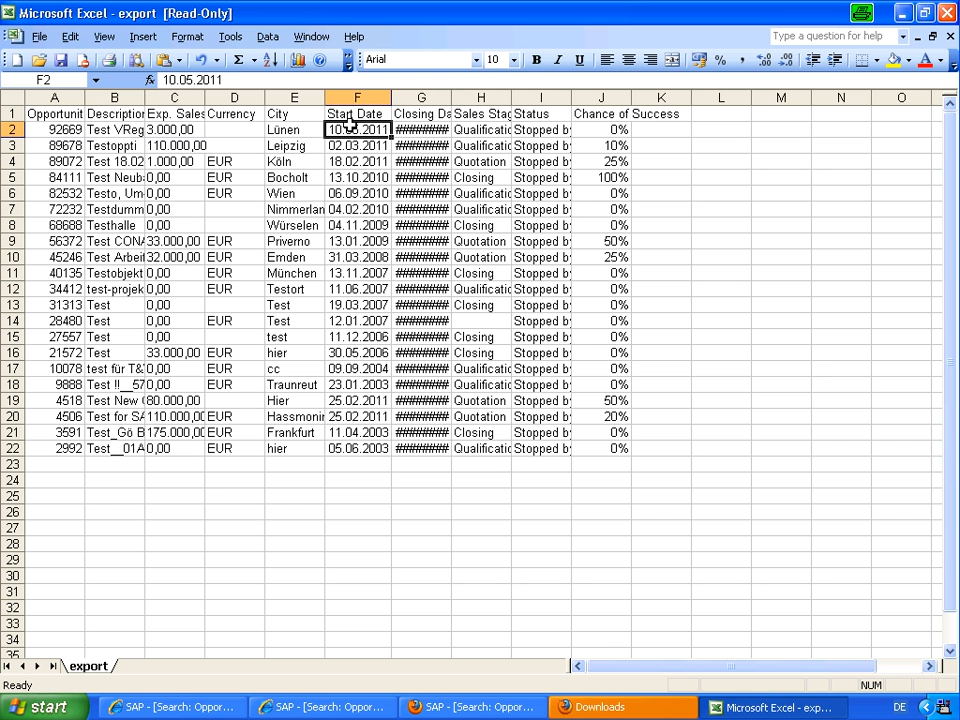 Microsoft Excel - export [Read-Only]
File Edit View Insert Format Tools Data Window Help Type a question for help
Arial 10 B I U
F2 fx 10.05.2011
A B C D E F G H I J K L M N O
1 Opportunit Description Exp. Sales Currency City Start Date Closing Da Sales Stag Status Chance of Success
2 92669 Test VReg 3.000,00 Lünen 10.05.2011 ######## Qualificatic Stopped by 0%
3 89678 Testoppti 110.000,00 Leipzig 02.03.2011 ######## Qualificatic Stopped by 10%
4 89072 Test 18.02 1.000,00 EUR Köln 18.02.2011 ######## Quotation Stopped by 25%
5 84111 Test Neuba 0,00 EUR Bocholt 13.10.2010 ######## Closing Stopped by 100%
6 82532 Testo, Um 0,00 EUR Wien 06.09.2010 ######## Qualificatic Stopped by 0%
7 72232 Testdumm 0,00 Nimmerlan 04.02.2010 ######## Qualificatic Stopped by 0%
8 68688 Testhalle 0,00 Würselen 04.11.2009 ######## Closing Stopped by 0%
9 56372 Test CONA 33.000,00 EUR Priverno 13.01.2009 ######## Quotation Stopped by 50%
10 45246 Test Arbeit 32.000,00 EUR Emden 31.03.2008 ######## Quotation Stopped by 25%
11 40135 Testobjekt 0,00 EUR München 13.11.2007 ######## Closing Stopped by 0%
12 34412 test-projek 0,00 EUR Testort 11.06.2007 ######## Qualificatic Stopped by 0%
13 31313 Test 0,00 Test 19.03.2007 ######## Closing Stopped by 0%
14 28480 Test 0,00 EUR Test 12.01.2007 ######## Stopped by 0%
15 27557 Test 0,00 test 11.12.2006 ######## Closing Stopped by 0%
16 21572 Test 33.000,00 EUR hier 30.05.2006 ######## Closing Stopped by 0%
17 10078 test für T& 0,00 EUR cc 09.09.2004 ######## Qualificatic Stopped by 0%
18 9888 Test !!__57 0,00 EUR Traunreut 23.01.2003 ######## Qualificatic Stopped by 0%
19 4518 Test New 80.000,00 Hier 25.02.2011 ######## Quotation Stopped by 50%
20 4506 Test for SA 110.000,00 EUR Hassmonin 25.02.2011 ######## Quotation Stopped by 20%
21 3591 Test_Gö B 175.000,00 EUR Frankfurt 11.04.2003 ######## Closing Stopped by 0%
22 2992 Test__01A 0,00 EUR hier 05.06.2003 ######## Qualificatic Stopped by 0%
23
24
25
26
27
28
29
30
31
32
33
34
35
export
Ready NUM
start SAP - [Search: Oppor... SAP - [Search: Oppor... SAP - [Search: Oppor... Downloads Microsoft Excel - expo... DE